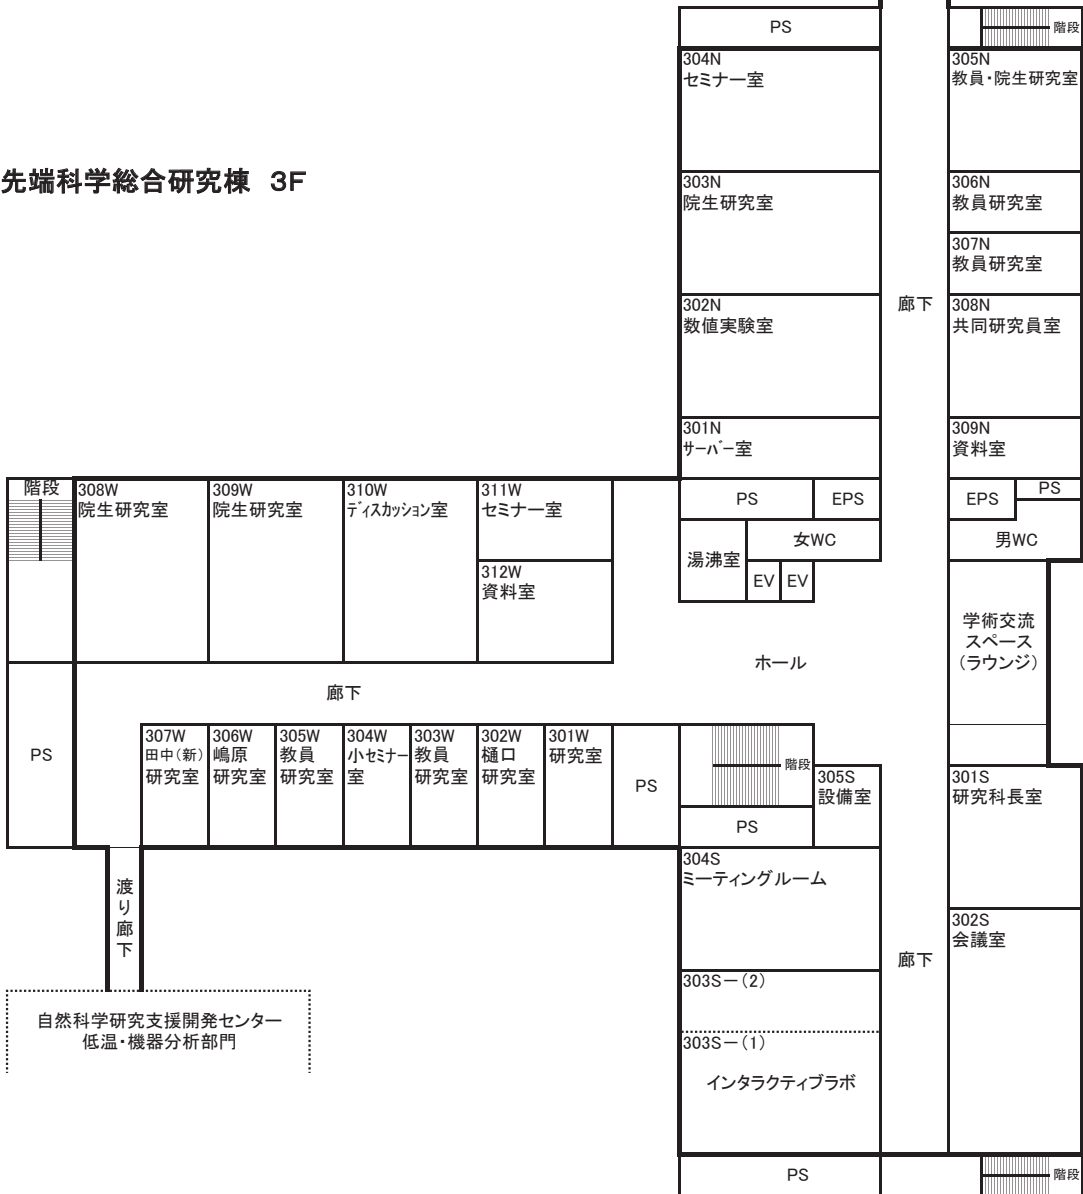 先端科学総合研究棟 3F
PS
階段
304N
セミナー室
305N
教員・院生研究室
303N
院生研究室
306N
教員研究室
307N
教員研究室
302N
数値実験室
廊下
308N
共同研究員室
301N
サーバー室
309N
資料室
階段
308W
院生研究室
309W
院生研究室
310W
ディスカッション室
311W
セミナー室
312W
資料室
PS
EPS
EPS
PS
湯沸室
女WC
男WC
EV
EV
学術交流
スペース
（ラウンジ）
ホール
廊下
PS
307W
田中（新）
研究室
306W
嶋原
研究室
305W
教員
研究室
304W
小セミナー
室
303W
教員
研究室
302W
樋口
研究室
301W
研究室
PS
階段
PS
305S
設備室
301S
研究科長室
渡り廊下
304S
ミーティングルーム
302S
会議室
廊下
303S－（2）
303S－（1）
インタラクティブラボ
自然科学研究支援開発センター
低温・機器分析部門
PS
階段